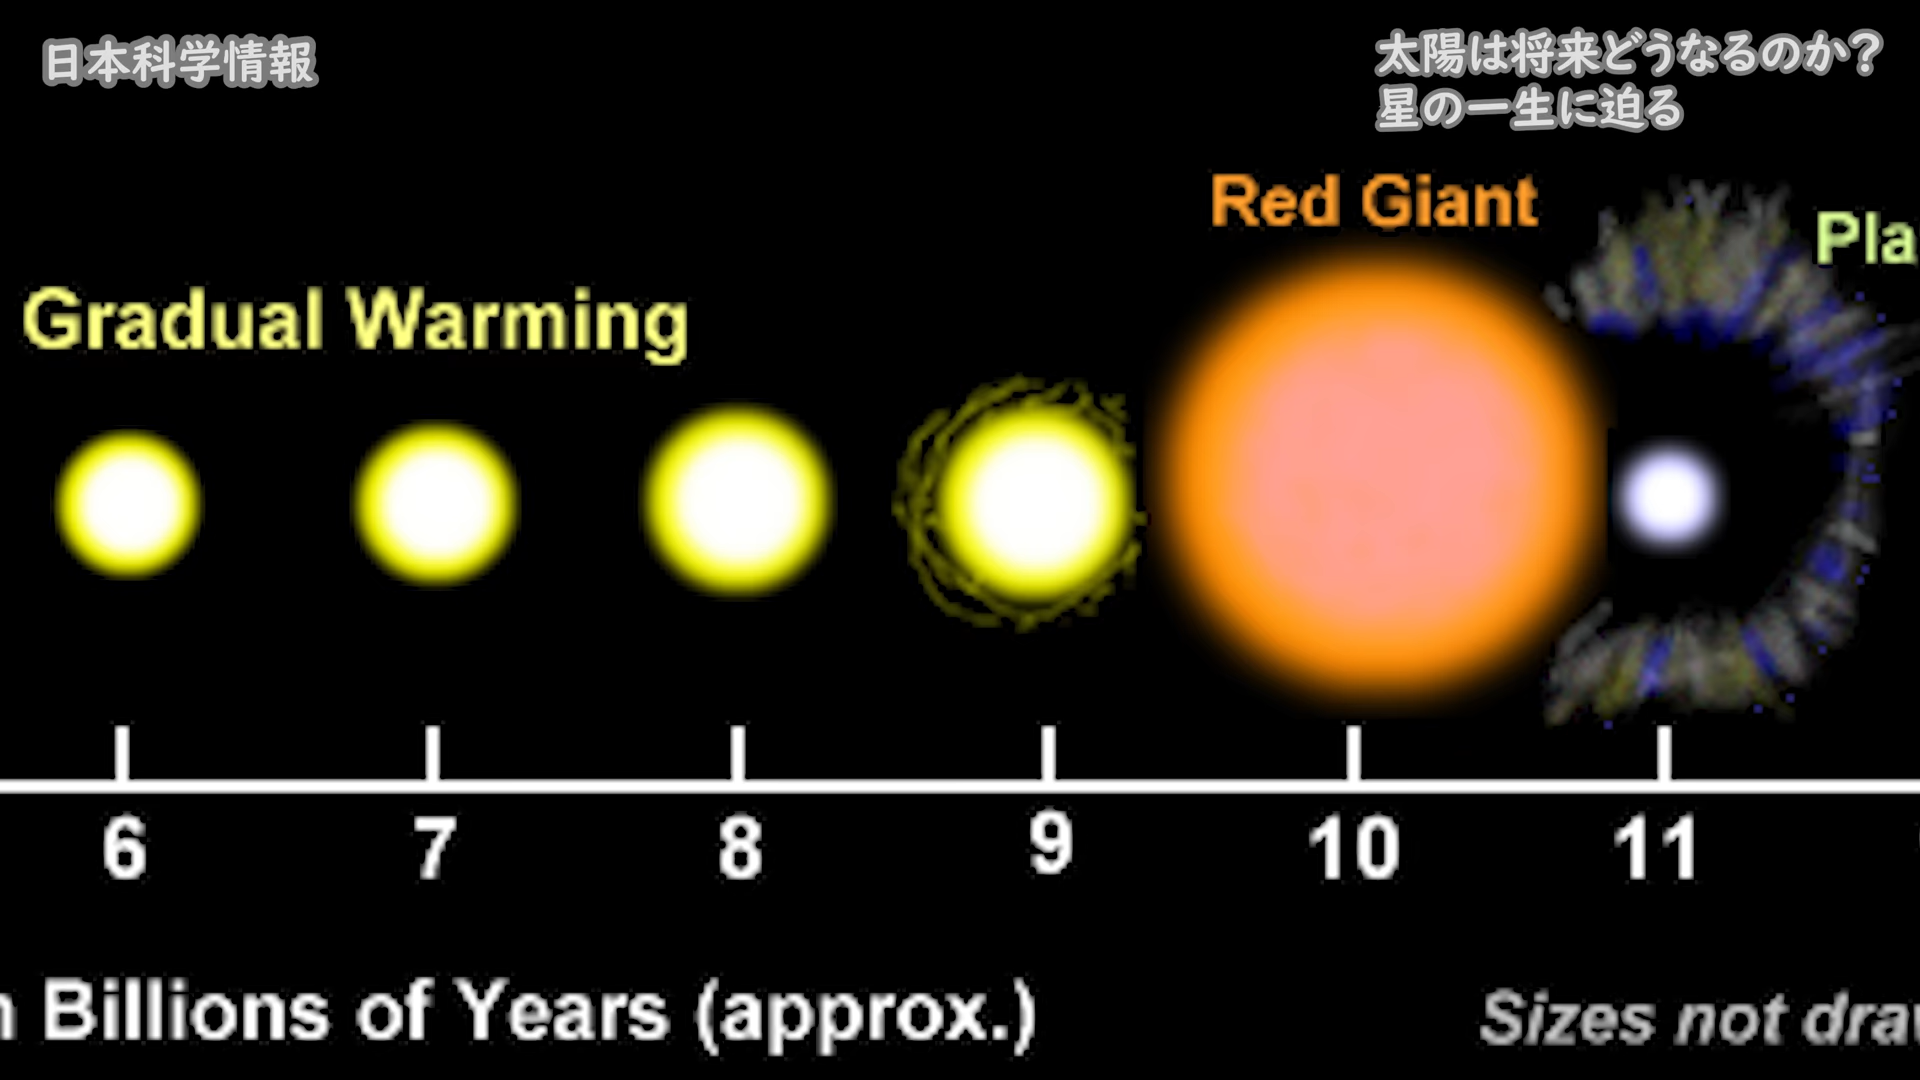 日本科学情報
太陽は将来どうなるのか？
星の一生に迫る
Red Giant
Pla
Gradual Warming
6 7 8 9 10 11
n Billions of Years (approx.)
Sizes not draw